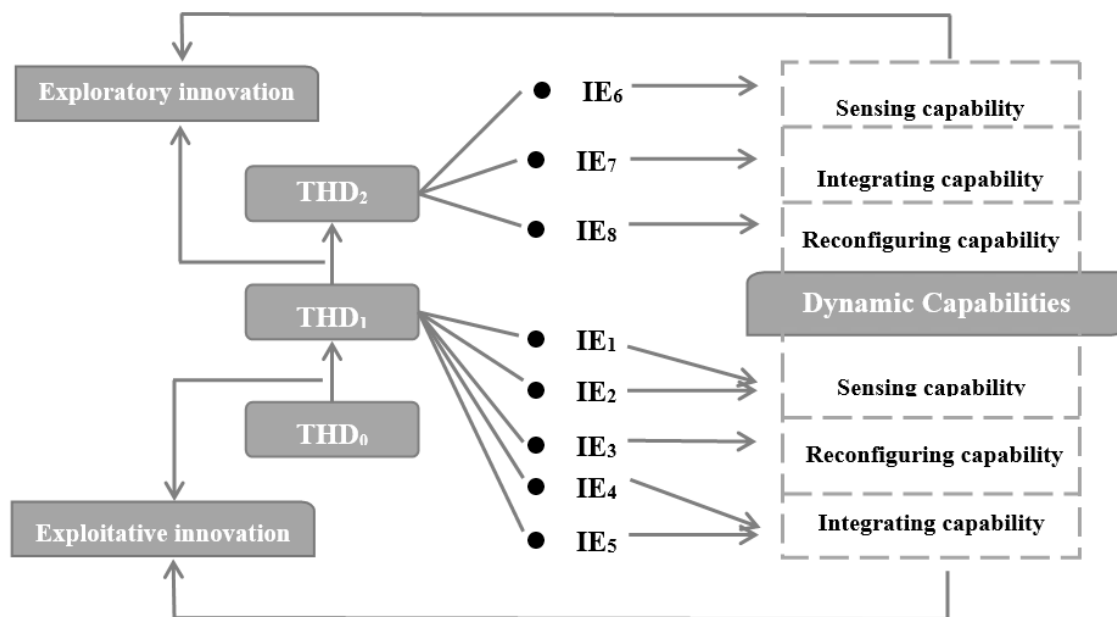 Exploratory innovation
IE₆
Sensing capability
THD₂
IE₇
Integrating capability
IE₈
Reconfiguring capability
THD₁
Dynamic Capabilities
IE₁
IE₂
Sensing capability
THD₀
IE₃
Reconfiguring capability
IE₄
Exploitative innovation
IE₅
Integrating capability